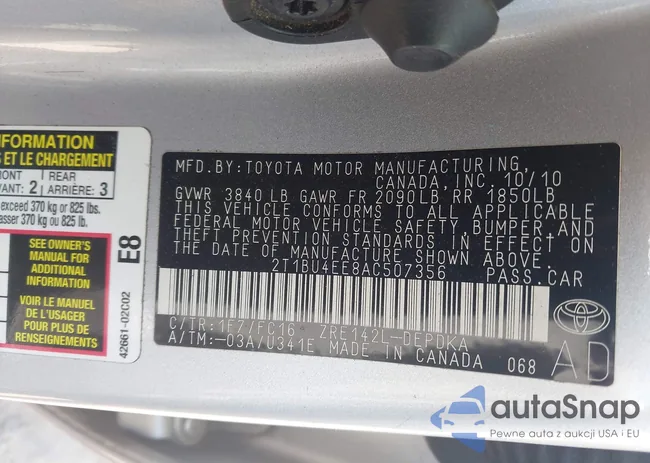 NFORMATION
S ET LE CHARGEMENT
ONT REAR
VANT: 2 ARRIÈRE: 3
exceed 370 kg or 825 lbs.
asser 370 kg ou 825 lb.
SEE OWNER'S
MANUAL FOR
ADDITIONAL
INFORMATION
VOIR LE MANUEL
DE L'USAGER
POUR PLUS DE
RENSEIGNEMENTS
E8
42661-02C02
MFD.BY:TOYOTA MOTOR MANUFACTURING,
CANADA, INC. 10/10
GVWR 3840LB GAWR FR 2090LB RR 1850LB
THIS VEHICLE CONFORMS TO ALL APPLICABLE
FEDERAL MOTOR VEHICLE SAFETY,BUMPER,AND
THEFT PREVENTION STANDARDS IN EFFECT ON
THE DATE OF MANUFACTURE SHOWN ABOVE.
2T1BU4EE8AC507356 PASS.CAR
C/TR:1F7/FC16 ZRE142L-DEPDKA
A/TM:-03A/U341E MADE IN CANADA 068
TOYOTA
AD
autaSnap
Pewne auta z aukcji USA i EU